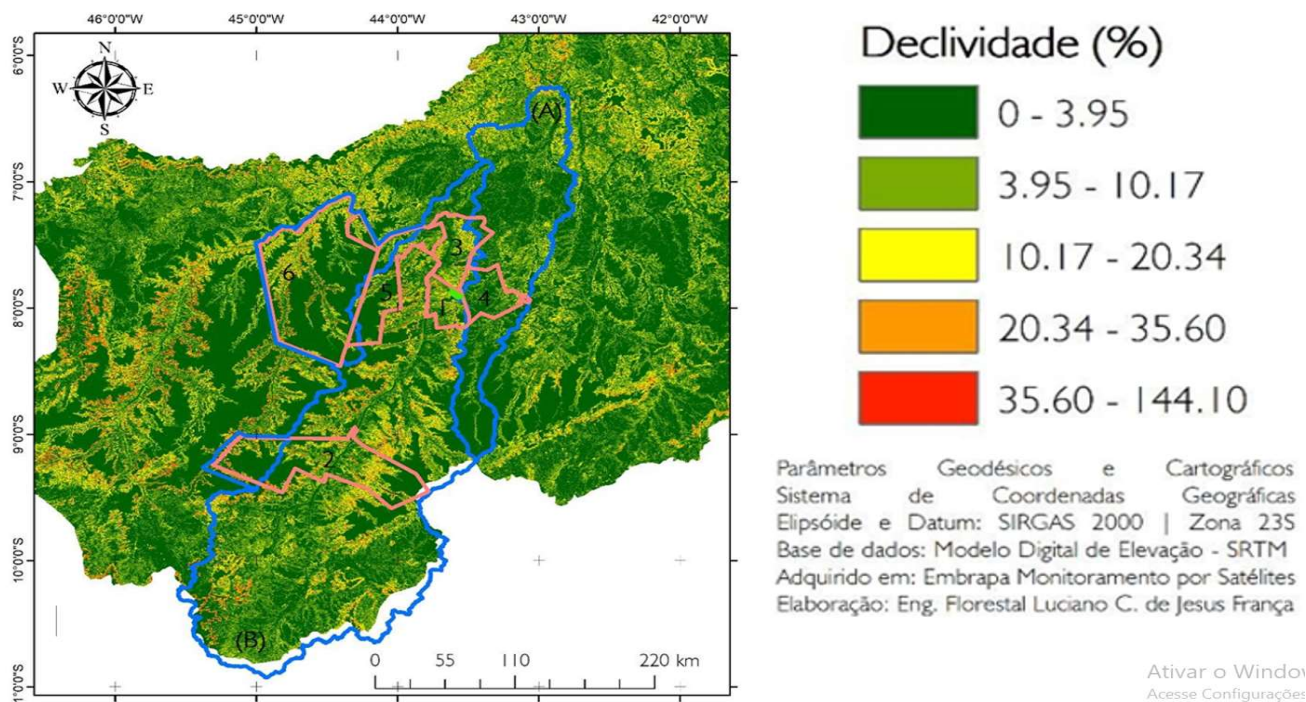 46°0'0"W 45°0'0"W 44°0'0"W 43°0'0"W 42°0'0"W
6°0'0"S
7°0'0"S
8°0'0"S
9°0'0"S
10°0'0"S
1°0'0"S
N
W E
S
(A)
3
6
5
4
1
2
(B)
0 55 110 220 km
Declividade (%)
0 - 3.95
3.95 - 10.17
10.17 - 20.34
20.34 - 35.60
35.60 - 144.10
Parâmetros Geodésicos e Cartográficos
Sistema de Coordenadas Geográficas
Elipsóide e Datum: SIRGAS 2000 | Zona 23S
Base de dados: Modelo Digital de Elevação - SRTM
Adquirido em: Embrapa Monitoramento por Satélites
Elaboração: Eng. Florestal Luciano C. de Jesus França
Ativar o Window
Acesse Configurações